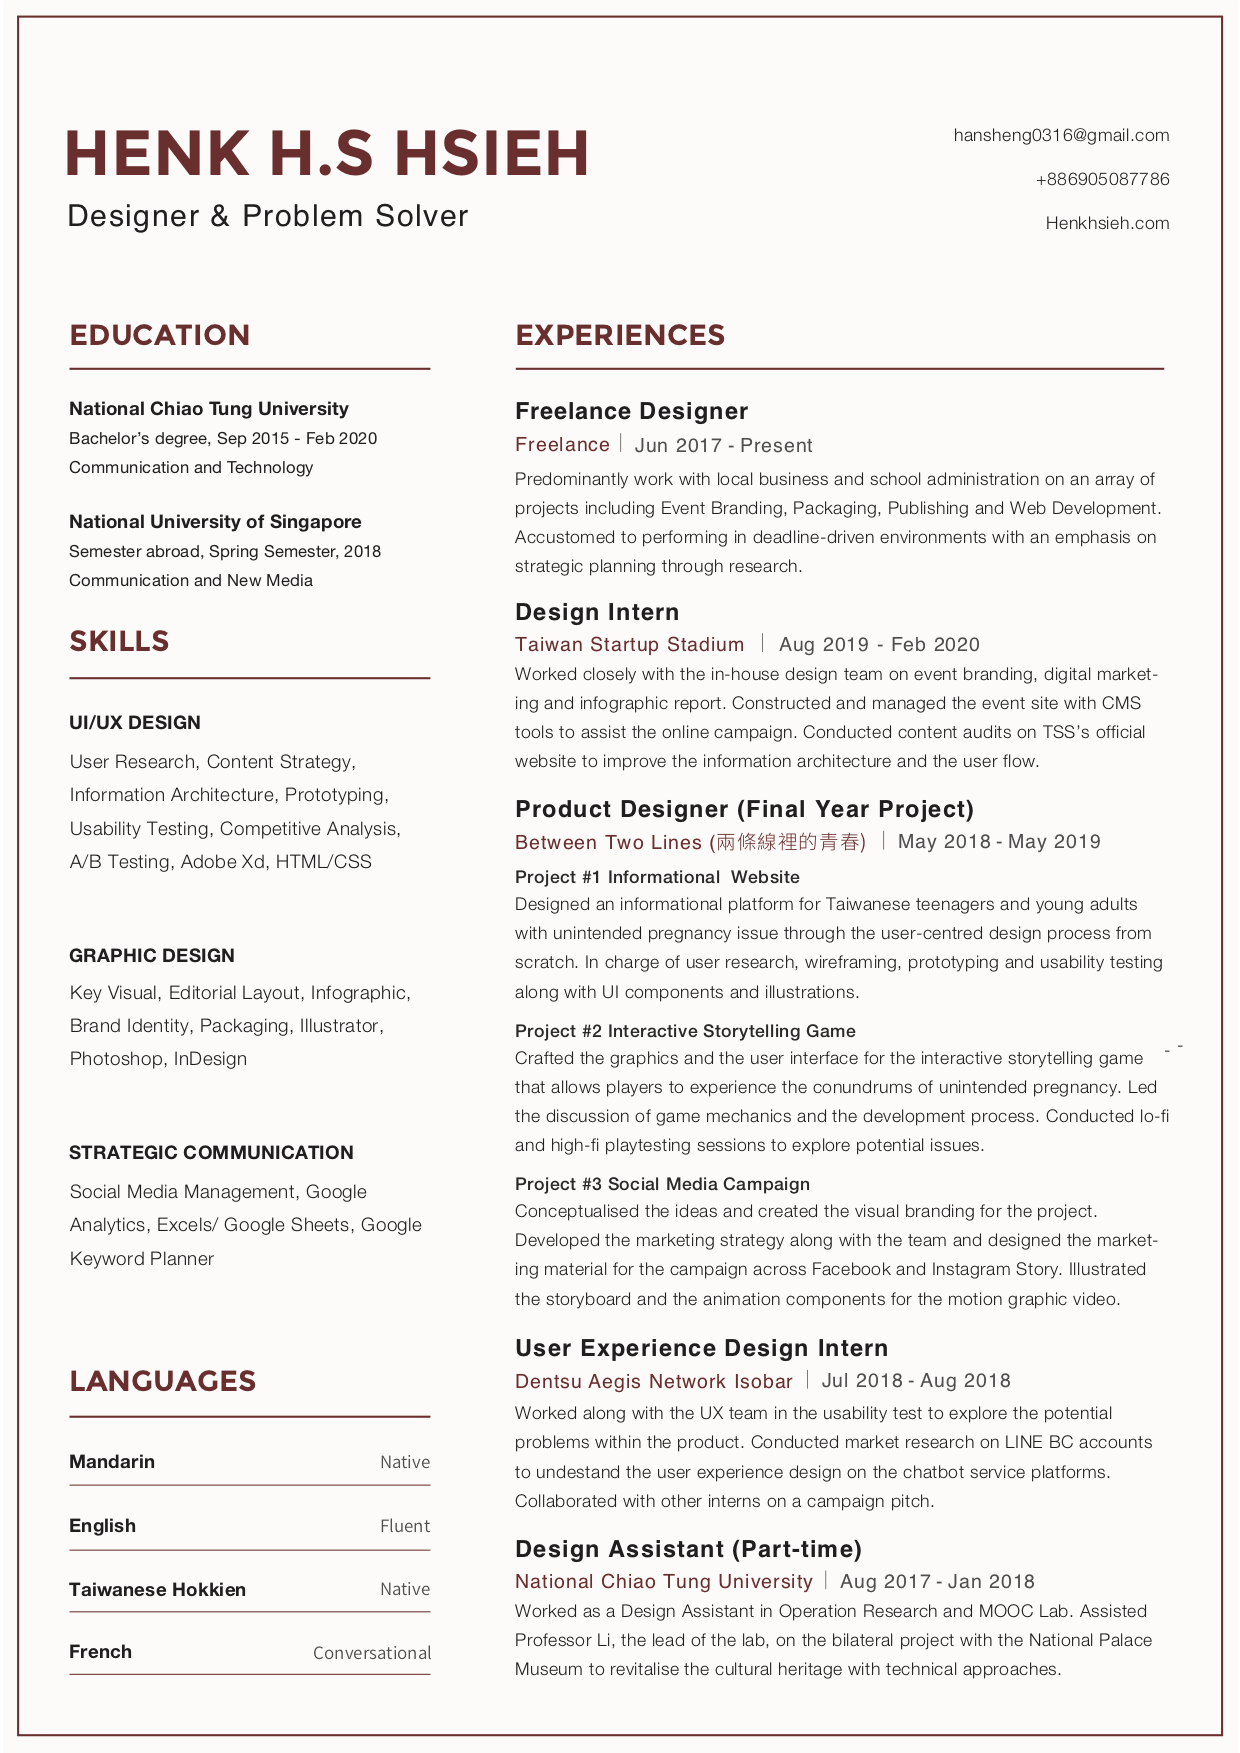 HENK H.S HSIEH
Designer & Problem Solver
hansheng0316@gmail.com
+886905087786
Henkhsieh.com
EDUCATION
National Chiao Tung University
Bachelor’s degree, Sep 2015 - Feb 2020
Communication and Technology
National University of Singapore
Semester abroad, Spring Semester, 2018
Communication and New Media
SKILLS
UI/UX DESIGN
User Research, Content Strategy,
Information Architecture, Prototyping,
Usability Testing, Competitive Analysis,
A/B Testing, Adobe Xd, HTML/CSS
GRAPHIC DESIGN
Key Visual, Editorial Layout, Infographic,
Brand Identity, Packaging, Illustrator,
Photoshop, InDesign
STRATEGIC COMMUNICATION
Social Media Management, Google
Analytics, Excels/ Google Sheets, Google
Keyword Planner
LANGUAGES
Mandarin Native
English Fluent
Taiwanese Hokkien Native
French Conversational
EXPERIENCES
Freelance Designer
Freelance | Jun 2017 - Present
Predominantly work with local business and school administration on an array of
projects including Event Branding, Packaging, Publishing and Web Development.
Accustomed to performing in deadline-driven environments with an emphasis on
strategic planning through research.
Design Intern
Taiwan Startup Stadium | Aug 2019 - Feb 2020
Worked closely with the in-house design team on event branding, digital market-
ing and infographic report. Constructed and managed the event site with CMS
tools to assist the online campaign. Conducted content audits on TSS’s official
website to improve the information architecture and the user flow.
Product Designer (Final Year Project)
Between Two Lines (兩條線裡的青春) | May 2018 - May 2019
Project #1 Informational  Website
Designed an informational platform for Taiwanese teenagers and young adults
with unintended pregnancy issue through the user-centred design process from
scratch. In charge of user research, wireframing, prototyping and usability testing
along with UI components and illustrations.
Project #2 Interactive Storytelling Game
Crafted the graphics and the user interface for the interactive storytelling game - -
that allows players to experience the conundrums of unintended pregnancy. Led
the discussion of game mechanics and the development process. Conducted lo-fi
and high-fi playtesting sessions to explore potential issues.
Project #3 Social Media Campaign
Conceptualised the ideas and created the visual branding for the project.
Developed the marketing strategy along with the team and designed the market-
ing material for the campaign across Facebook and Instagram Story. Illustrated
the storyboard and the animation components for the motion graphic video.
User Experience Design Intern
Dentsu Aegis Network Isobar | Jul 2018 - Aug 2018
Worked along with the UX team in the usability test to explore the potential
problems within the product. Conducted market research on LINE BC accounts
to undestand the user experience design on the chatbot service platforms.
Collaborated with other interns on a campaign pitch.
Design Assistant (Part-time)
National Chiao Tung University | Aug 2017 - Jan 2018
Worked as a Design Assistant in Operation Research and MOOC Lab. Assisted
Professor Li, the lead of the lab, on the bilateral project with the National Palace
Museum to revitalise the cultural heritage with technical approaches.